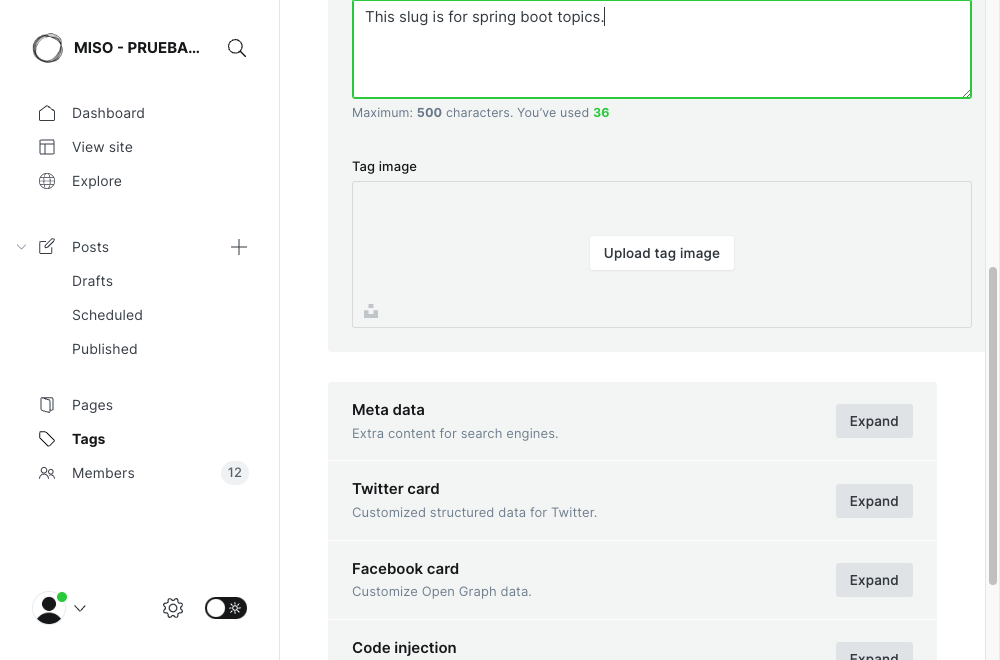 MISO - PRUEBA...
Dashboard
View site
Explore
Posts
Drafts
Scheduled
Published
Pages
Tags
Members
12
This slug is for spring boot topics.
Maximum: 500 characters. You've used 36
Tag image
Upload tag image
Meta data
Extra content for search engines.
Expand
Twitter card
Customized structured data for Twitter.
Expand
Facebook card
Customize Open Graph data.
Expand
Code injection
Expand